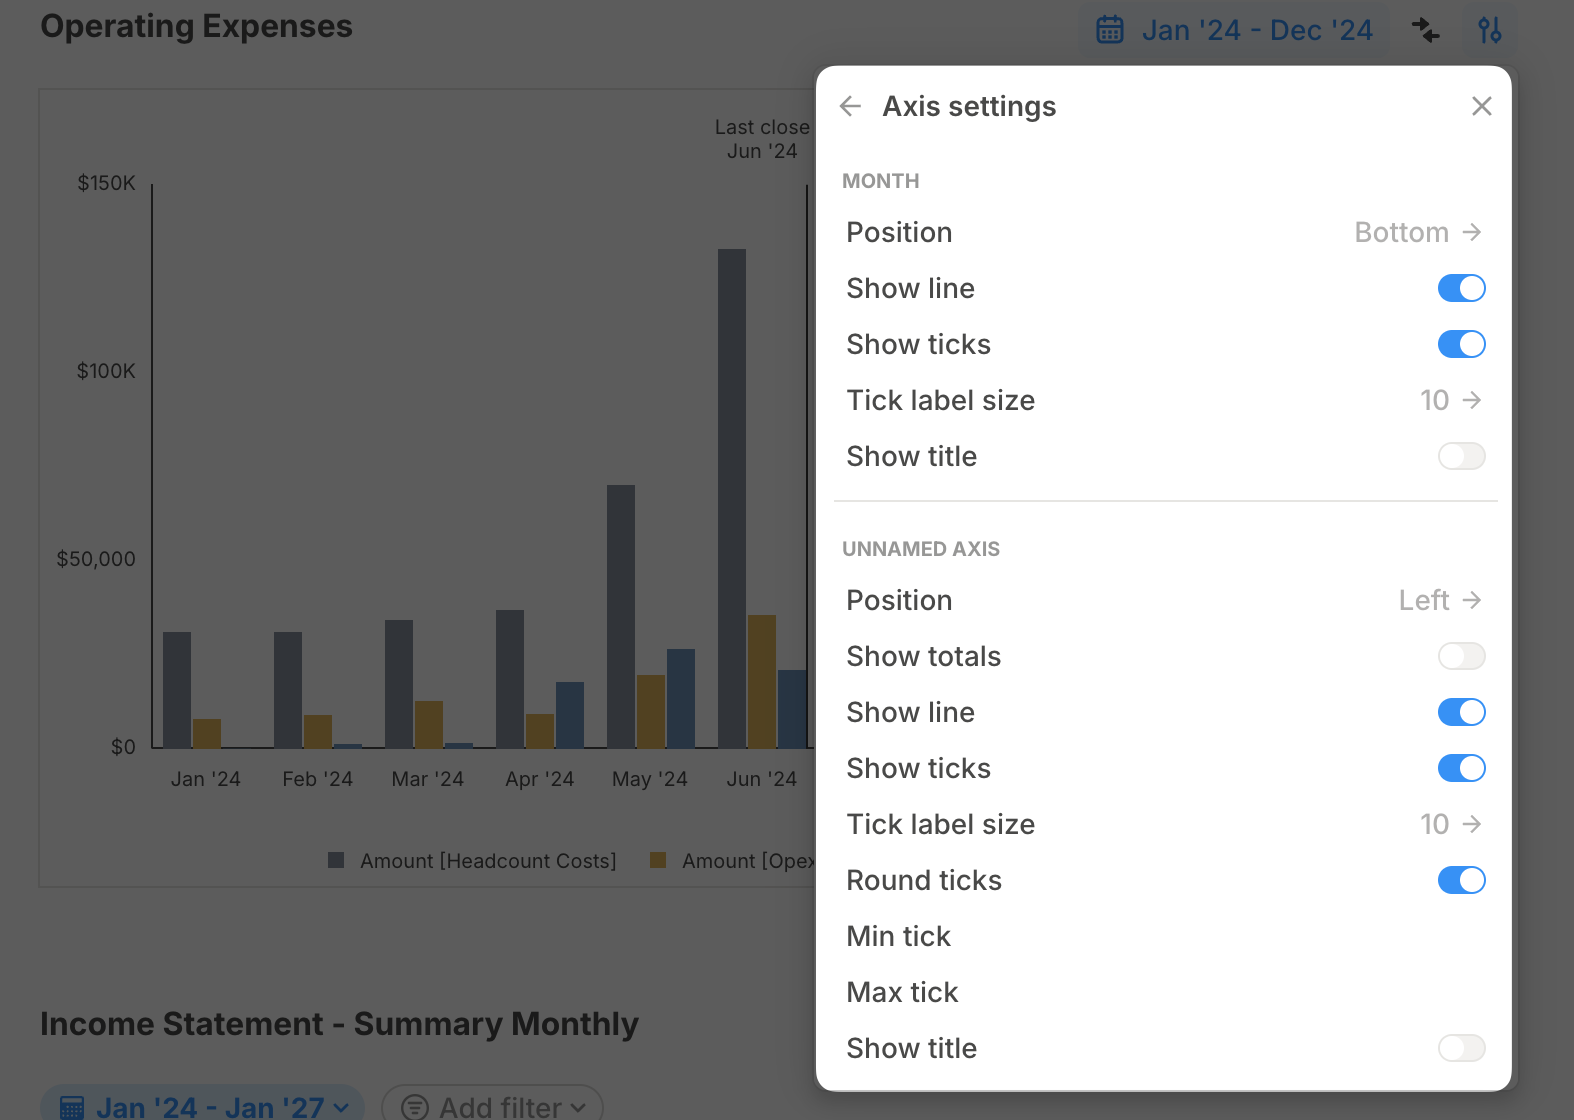 Operating Expenses
Jan '24 - Dec '24
Last close
Jun '24
$150K
$100K
$50,000
$0
Jan '24
Feb '24
Mar '24
Apr '24
May '24
Jun '24
Amount [Headcount Costs]
Amount [Opex
Income Statement - Summary Monthly
Jan '24 - Jan '27
Add filter
Axis settings
MONTH
Position Bottom
Show line
Show ticks
Tick label size 10
Show title
UNNAMED AXIS
Position Left
Show totals
Show line
Show ticks
Tick label size 10
Round ticks
Min tick
Max tick
Show title